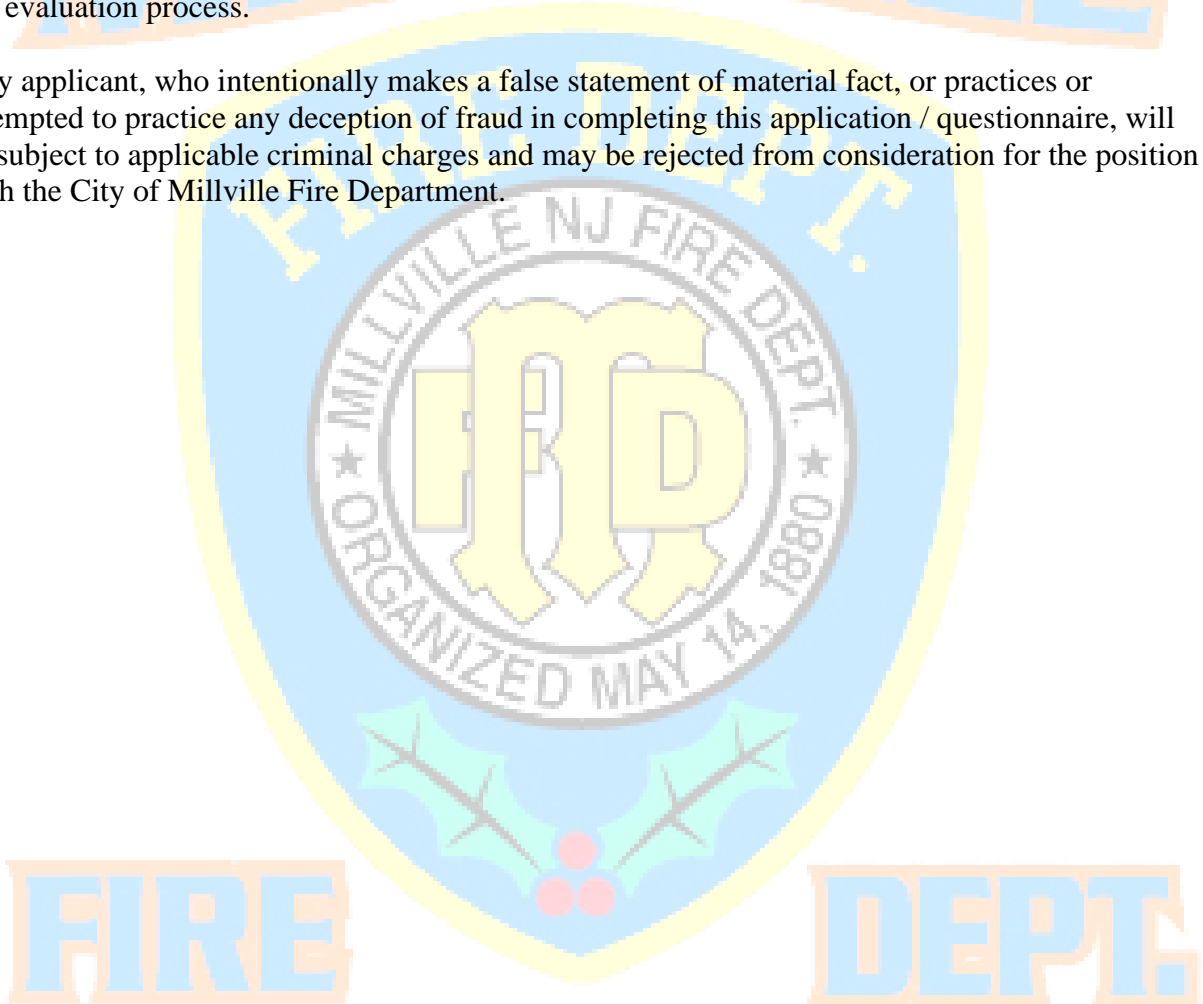 evaluation process.
y applicant, who intentionally makes a false statement of material fact, or practices or
empted to practice any deception of fraud in completing this application / questionnaire, will
subject to applicable criminal charges and may be rejected from consideration for the position
h the City of Millville Fire Department.
FIRE DEPT.
MILLVILLE NJ FIRE DEPT.
MFD
★ ORGANIZED MAY 14, 1880 ★
FIRE DEPT.